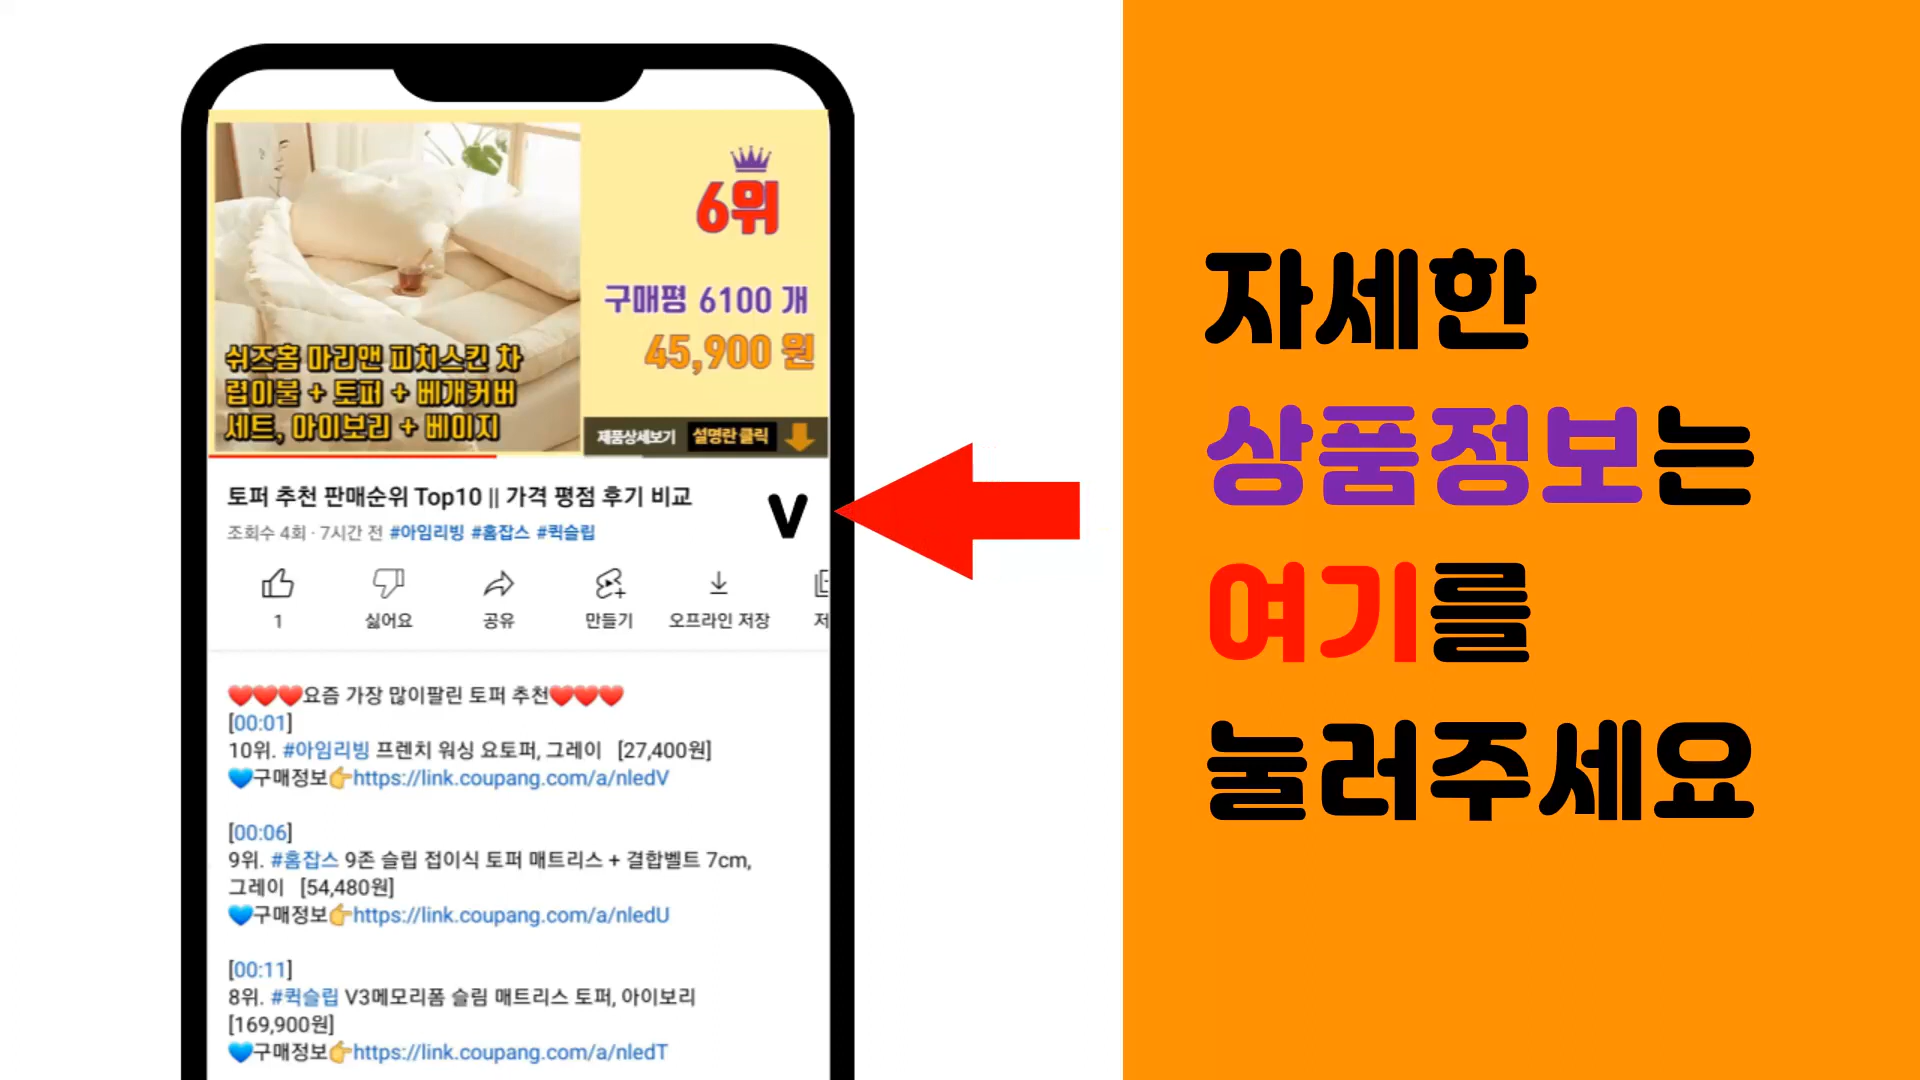 6위
구매평 6100 개
45,900 원
쉬즈홈 마리앤 피치스킨 차
렵이불 + 토퍼 + 베개커버
세트, 아이보리 + 베이지
제품상세보기 설명란 클릭
토퍼 추천 판매순위 Top10 || 가격 평점 후기 비교
V
조회수 4회 · 7시간 전 #아임리빙 #홈잡스 #퀵슬립
1 싫어요 공유 만들기 오프라인 저장 저
❤️❤️❤️요즘 가장 많이팔린 토퍼 추천❤️❤️❤️
[00:01]
10위. #아임리빙 프렌치 워싱 요토퍼, 그레이 [27,400원]
💙구매정보👉https://link.coupang.com/a/nledV
[00:06]
9위. #홈잡스 9존 슬립 접이식 토퍼 매트리스 + 결합벨트 7cm,
그레이 [54,480원]
💙구매정보👉https://link.coupang.com/a/nledU
[00:11]
8위. #퀵슬립 V3메모리폼 슬림 매트리스 토퍼, 아이보리
[169,900원]
💙구매정보👉https://link.coupang.com/a/nledT
자세한
상품정보는
여기를
눌러주세요